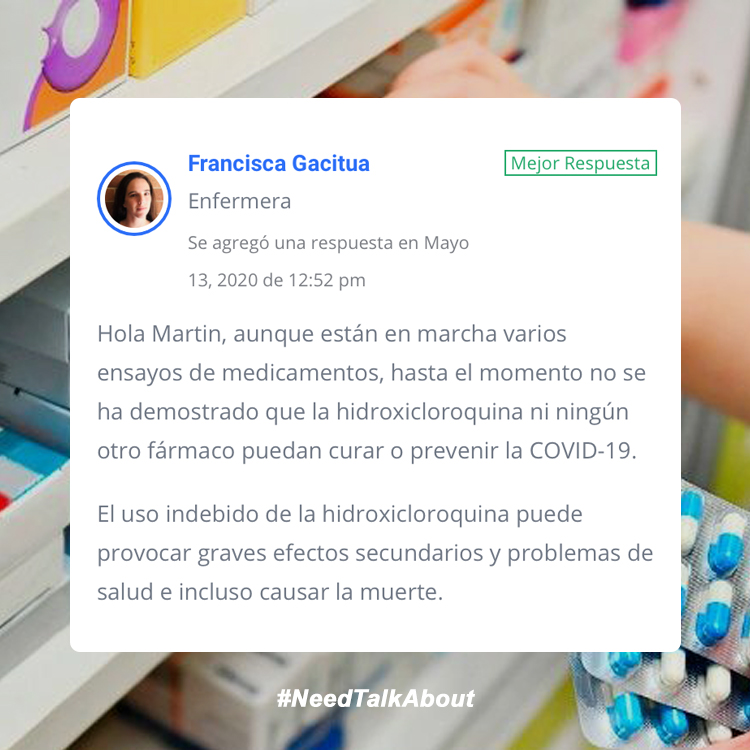 Francisca Gacitua
Mejor Respuesta
Enfermera
Se agregó una respuesta en Mayo
13, 2020 de 12:52 pm
Hola Martin, aunque están en marcha varios
ensayos de medicamentos, hasta el momento no se
ha demostrado que la hidroxicloroquina ni ningún
otro fármaco puedan curar o prevenir la COVID-19.
El uso indebido de la hidroxicloroquina puede
provocar graves efectos secundarios y problemas de
salud e incluso causar la muerte.
#NeedTalkAbout